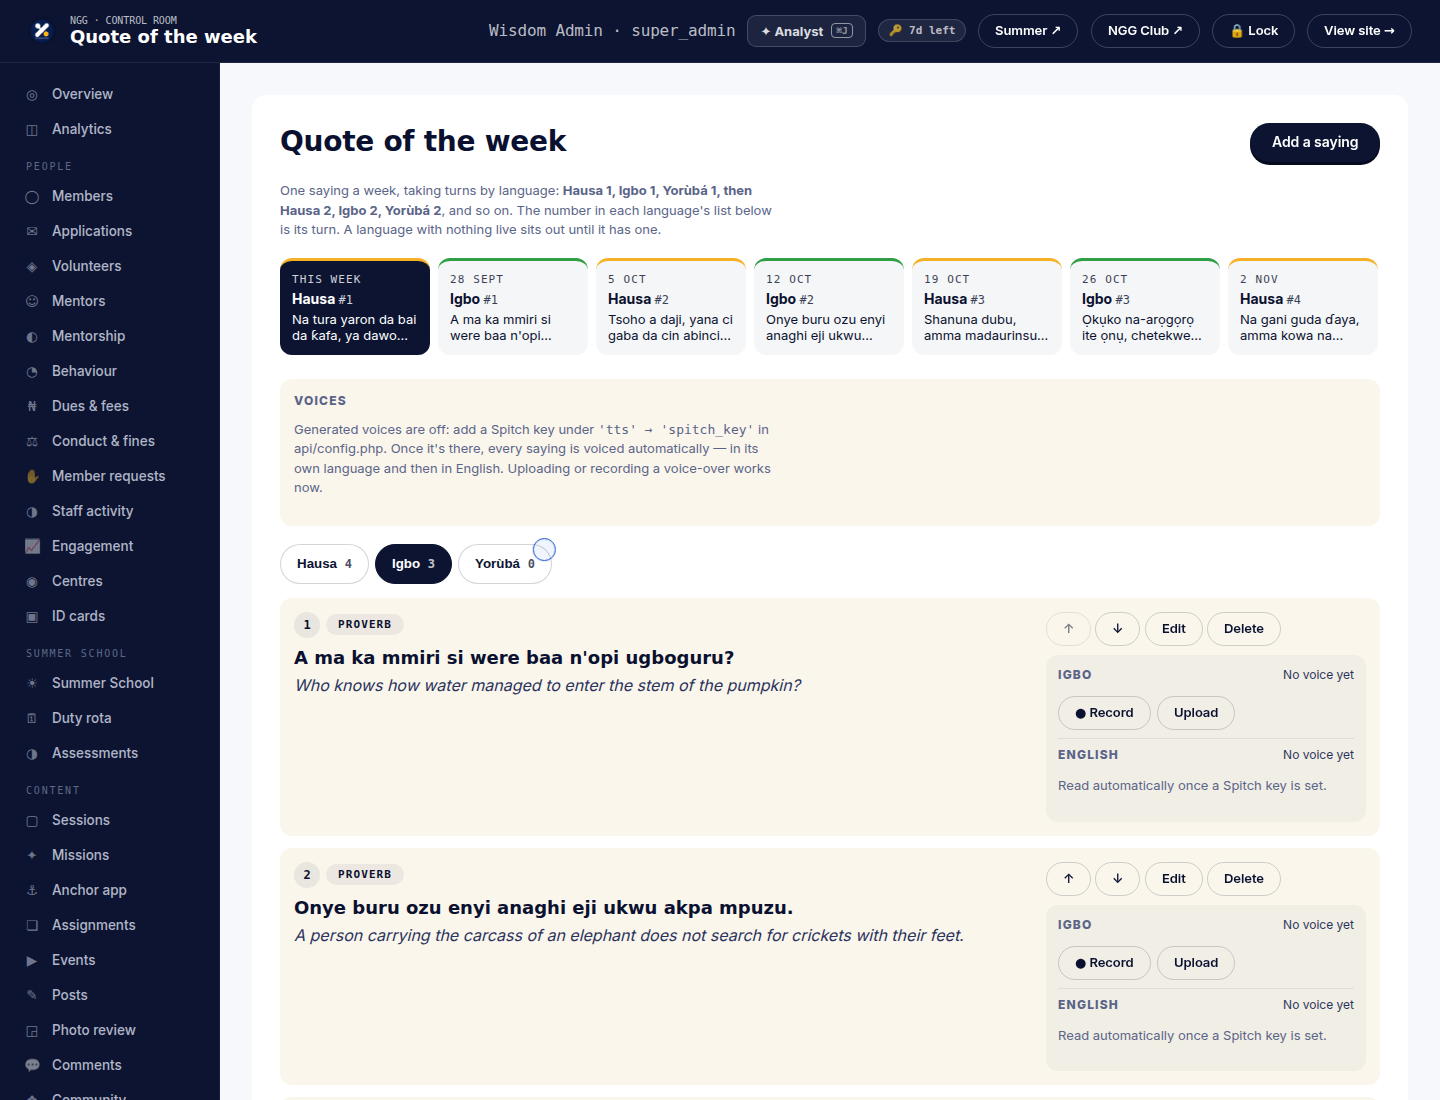 NGG · CONTROL ROOM
Quote of the week
Wisdom Admin · super_admin
✦ Analyst ⌘J
🔑 7d left
Summer ↗
NGG Club ↗
🔒 Lock
View site →
Overview
Analytics
PEOPLE
Members
Applications
Volunteers
Mentors
Mentorship
Behaviour
₦ Dues & fees
Conduct & fines
Member requests
Staff activity
Engagement
Centres
ID cards
SUMMER SCHOOL
Summer School
Duty rota
Assessments
CONTENT
Sessions
Missions
Anchor app
Assignments
Events
Posts
Photo review
Comments
Community
Quote of the week
Add a saying
One saying a week, taking turns by language: Hausa 1, Igbo 1, Yorùbá 1, then
Hausa 2, Igbo 2, Yorùbá 2, and so on. The number in each language's list below
is its turn. A language with nothing live sits out until it has one.
THIS WEEK
Hausa #1
Na tura yaron da bai
da ƙafa, ya dawo...
28 SEPT
Igbo #1
A ma ka mmiri si
were baa n'opi...
5 OCT
Hausa #2
Tsoho a daji, yana ci
gaba da cin abinci...
12 OCT
Igbo #2
Onye buru ozu enyi
anaghi eji ukwu...
19 OCT
Hausa #3
Shanuna dubu,
amma madaurinsu...
26 OCT
Igbo #3
Ọkụkọ na-arọgọrọ
ite ọnụ, chetekwe...
2 NOV
Hausa #4
Na gani guda ɗaya,
amma kowa na...
VOICES
Generated voices are off: add a Spitch key under 'tts' → 'spitch_key' in
api/config.php. Once it's there, every saying is voiced automatically — in its
own language and then in English. Uploading or recording a voice-over works
now.
Hausa 4
Igbo 3
Yorùbá 0
1 PROVERB
↑ ↓ Edit Delete
A ma ka mmiri si were baa n'opi ugboguru?
Who knows how water managed to enter the stem of the pumpkin?
IGBO No voice yet
● Record Upload
ENGLISH No voice yet
Read automatically once a Spitch key is set.
2 PROVERB
↑ ↓ Edit Delete
Onye buru ozu enyi anaghi eji ukwu akpa mpuzu.
A person carrying the carcass of an elephant does not search for crickets with their feet.
IGBO No voice yet
● Record Upload
ENGLISH No voice yet
Read automatically once a Spitch key is set.